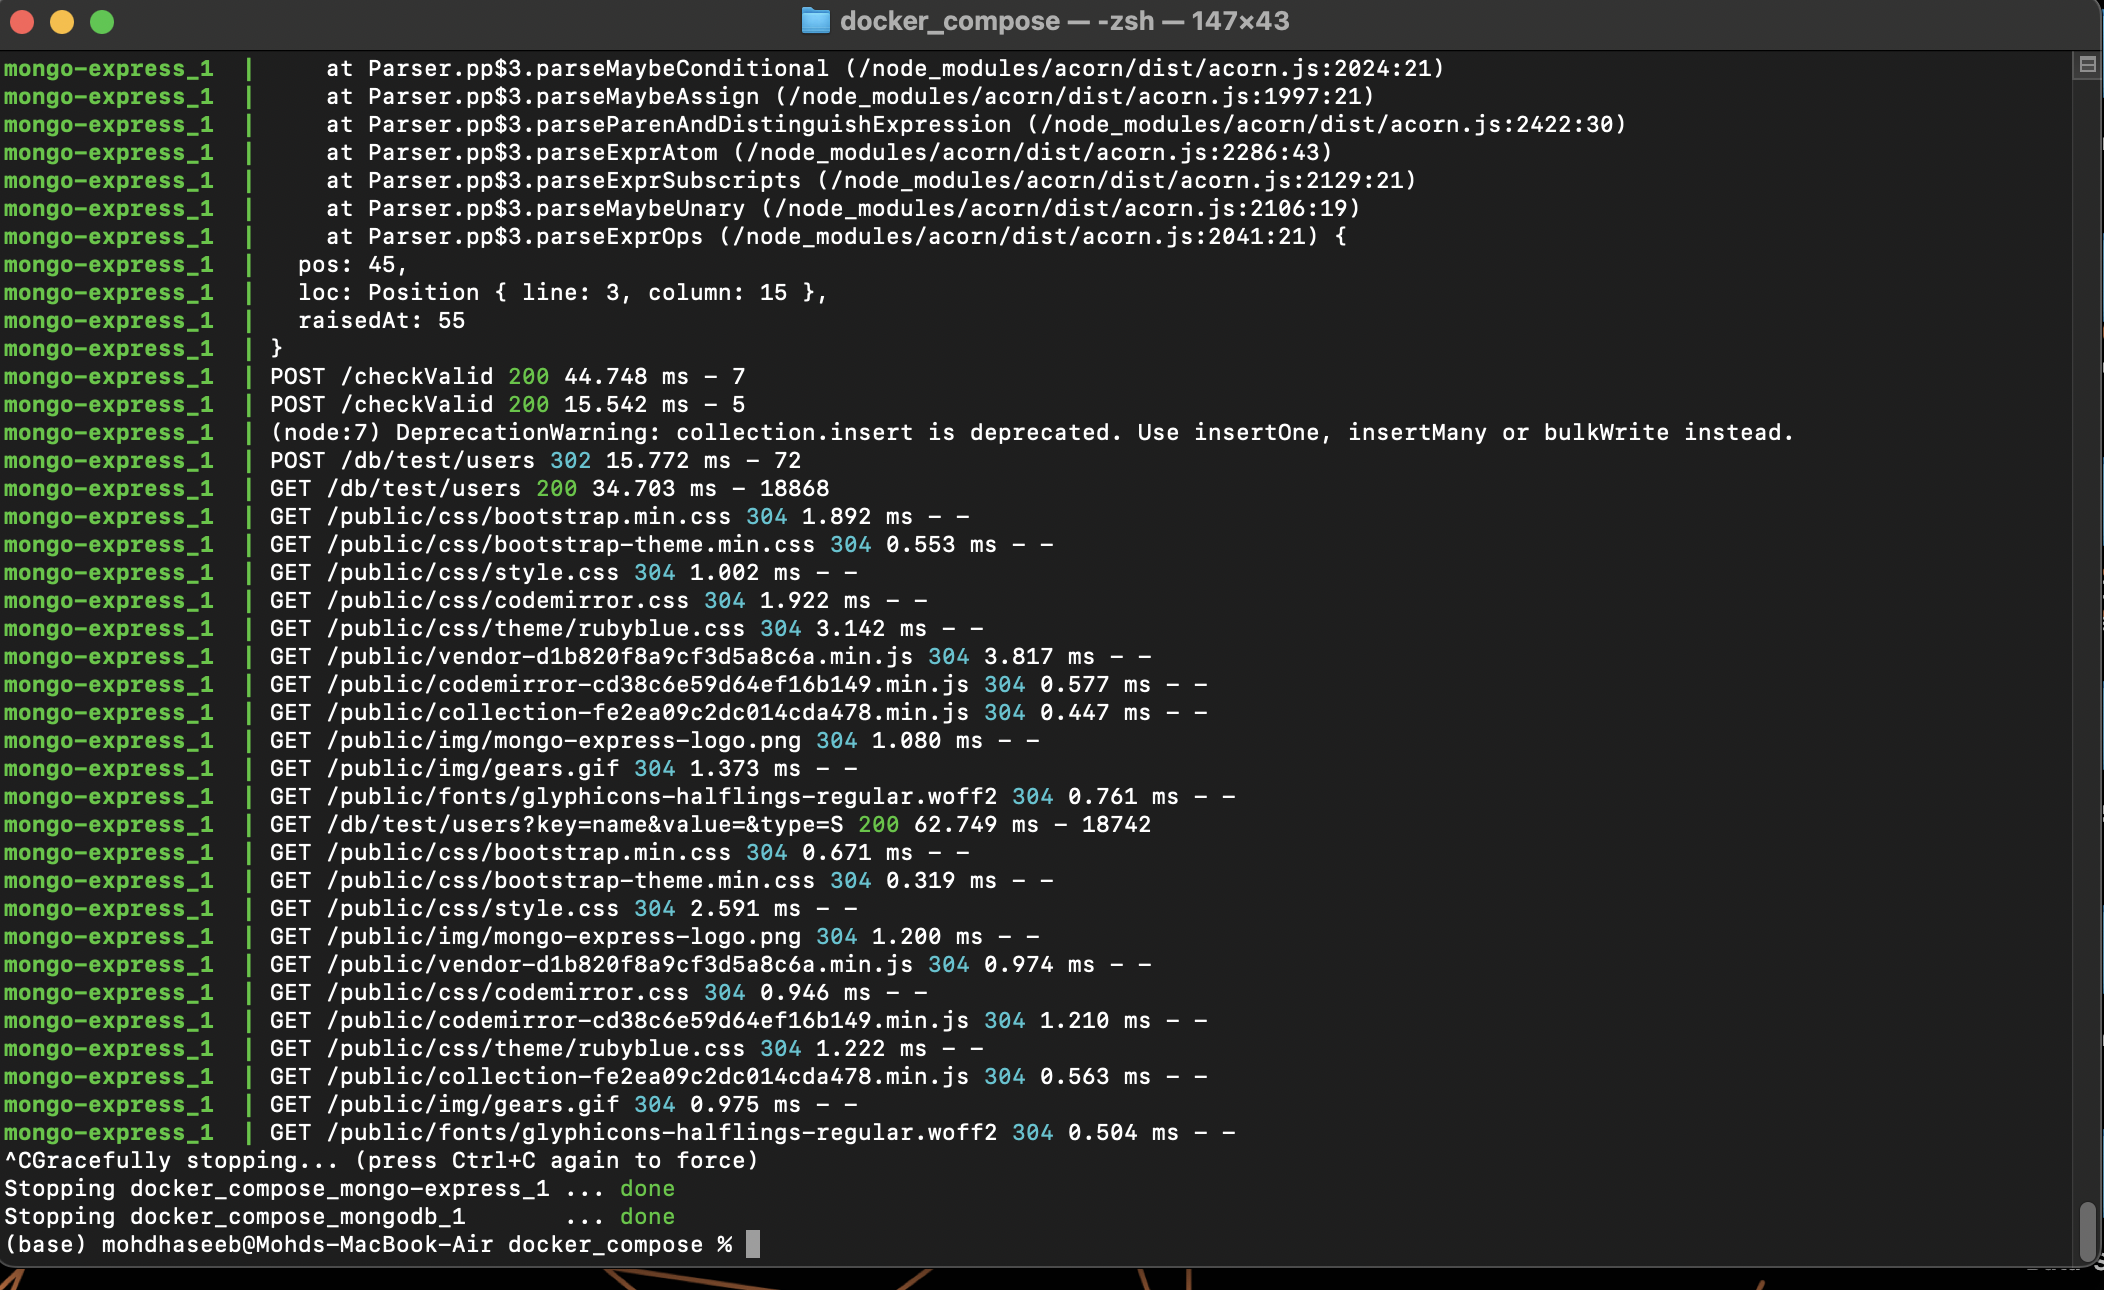 docker_compose — -zsh — 147×43
mongo-express_1  |     at Parser.pp$3.parseMaybeConditional (/node_modules/acorn/dist/acorn.js:2024:21)
mongo-express_1  |     at Parser.pp$3.parseMaybeAssign (/node_modules/acorn/dist/acorn.js:1997:21)
mongo-express_1  |     at Parser.pp$3.parseParenAndDistinguishExpression (/node_modules/acorn/dist/acorn.js:2422:30)
mongo-express_1  |     at Parser.pp$3.parseExprAtom (/node_modules/acorn/dist/acorn.js:2286:43)
mongo-express_1  |     at Parser.pp$3.parseExprSubscripts (/node_modules/acorn/dist/acorn.js:2129:21)
mongo-express_1  |     at Parser.pp$3.parseMaybeUnary (/node_modules/acorn/dist/acorn.js:2106:19)
mongo-express_1  |     at Parser.pp$3.parseExprOps (/node_modules/acorn/dist/acorn.js:2041:21) {
mongo-express_1  |   pos: 45,
mongo-express_1  |   loc: Position { line: 3, column: 15 },
mongo-express_1  |   raisedAt: 55
mongo-express_1  | }
mongo-express_1  | POST /checkValid 200 44.748 ms - 7
mongo-express_1  | POST /checkValid 200 15.542 ms - 5
mongo-express_1  | (node:7) DeprecationWarning: collection.insert is deprecated. Use insertOne, insertMany or bulkWrite instead.
mongo-express_1  | POST /db/test/users 302 15.772 ms - 72
mongo-express_1  | GET /db/test/users 200 34.703 ms - 18868
mongo-express_1  | GET /public/css/bootstrap.min.css 304 1.892 ms - -
mongo-express_1  | GET /public/css/bootstrap-theme.min.css 304 0.553 ms - -
mongo-express_1  | GET /public/css/style.css 304 1.002 ms - -
mongo-express_1  | GET /public/css/codemirror.css 304 1.922 ms - -
mongo-express_1  | GET /public/css/theme/rubyblue.css 304 3.142 ms - -
mongo-express_1  | GET /public/vendor-d1b820f8a9cf3d5a8c6a.min.js 304 3.817 ms - -
mongo-express_1  | GET /public/codemirror-cd38c6e59d64ef16b149.min.js 304 0.577 ms - -
mongo-express_1  | GET /public/collection-fe2ea09c2dc014cda478.min.js 304 0.447 ms - -
mongo-express_1  | GET /public/img/mongo-express-logo.png 304 1.080 ms - -
mongo-express_1  | GET /public/img/gears.gif 304 1.373 ms - -
mongo-express_1  | GET /public/fonts/glyphicons-halflings-regular.woff2 304 0.761 ms - -
mongo-express_1  | GET /db/test/users?key=name&value=&type=S 200 62.749 ms - 18742
mongo-express_1  | GET /public/css/bootstrap.min.css 304 0.671 ms - -
mongo-express_1  | GET /public/css/bootstrap-theme.min.css 304 0.319 ms - -
mongo-express_1  | GET /public/css/style.css 304 2.591 ms - -
mongo-express_1  | GET /public/img/mongo-express-logo.png 304 1.200 ms - -
mongo-express_1  | GET /public/vendor-d1b820f8a9cf3d5a8c6a.min.js 304 0.974 ms - -
mongo-express_1  | GET /public/css/codemirror.css 304 0.946 ms - -
mongo-express_1  | GET /public/codemirror-cd38c6e59d64ef16b149.min.js 304 1.210 ms - -
mongo-express_1  | GET /public/css/theme/rubyblue.css 304 1.222 ms - -
mongo-express_1  | GET /public/collection-fe2ea09c2dc014cda478.min.js 304 0.563 ms - -
mongo-express_1  | GET /public/img/gears.gif 304 0.975 ms - -
mongo-express_1  | GET /public/fonts/glyphicons-halflings-regular.woff2 304 0.504 ms - -
^CGracefully stopping... (press Ctrl+C again to force)
Stopping docker_compose_mongo-express_1 ... done
Stopping docker_compose_mongodb_1       ... done
(base) mohdhaseeb@Mohds-MacBook-Air docker_compose %